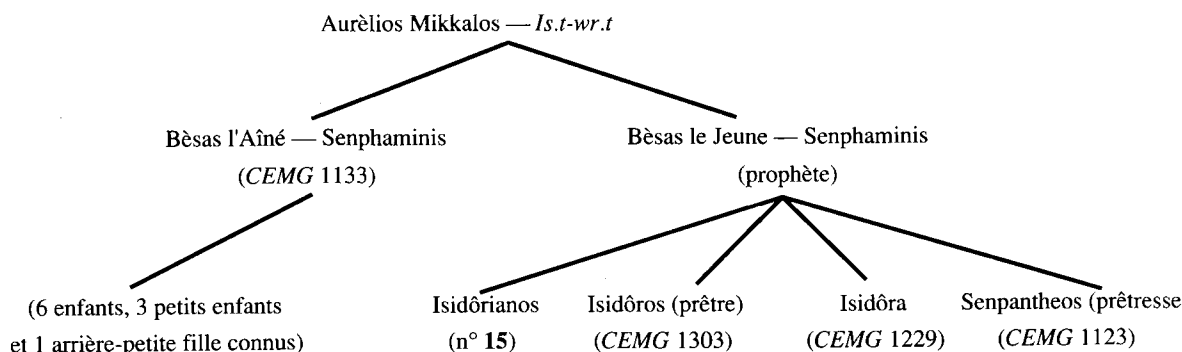 Aurèlios Mikkalos — Is.t-wr.t
Bèsas l'Aîné — Senphaminis
(CEMG 1133)
Bèsas le Jeune — Senphaminis
(prophète)
(6 enfants, 3 petits enfants
et 1 arrière-petite fille connus)
Isidôrianos
(n° 15)
Isidôros (prêtre)
(CEMG 1303)
Isidôra
(CEMG 1229)
Senpantheos (prêtresse
(CEMG 1123)